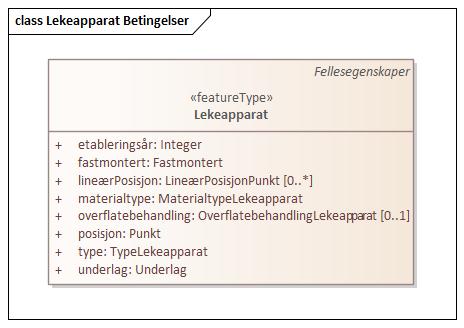 class Lekeapparat Betingelser
Fellesegenskaper
«featureType»
Lekeapparat
+ etableringsår: Integer
+ fastmontert: Fastmontert
+ lineærPosisjon: LineærPosisjonPunkt [0..*]
+ materialtype: MaterialtypeLekeapparat
+ overflatebehandling: OverflatebehandlingLekeapparat [0..1]
+ posisjon: Punkt
+ type: TypeLekeapparat
+ underlag: Underlag